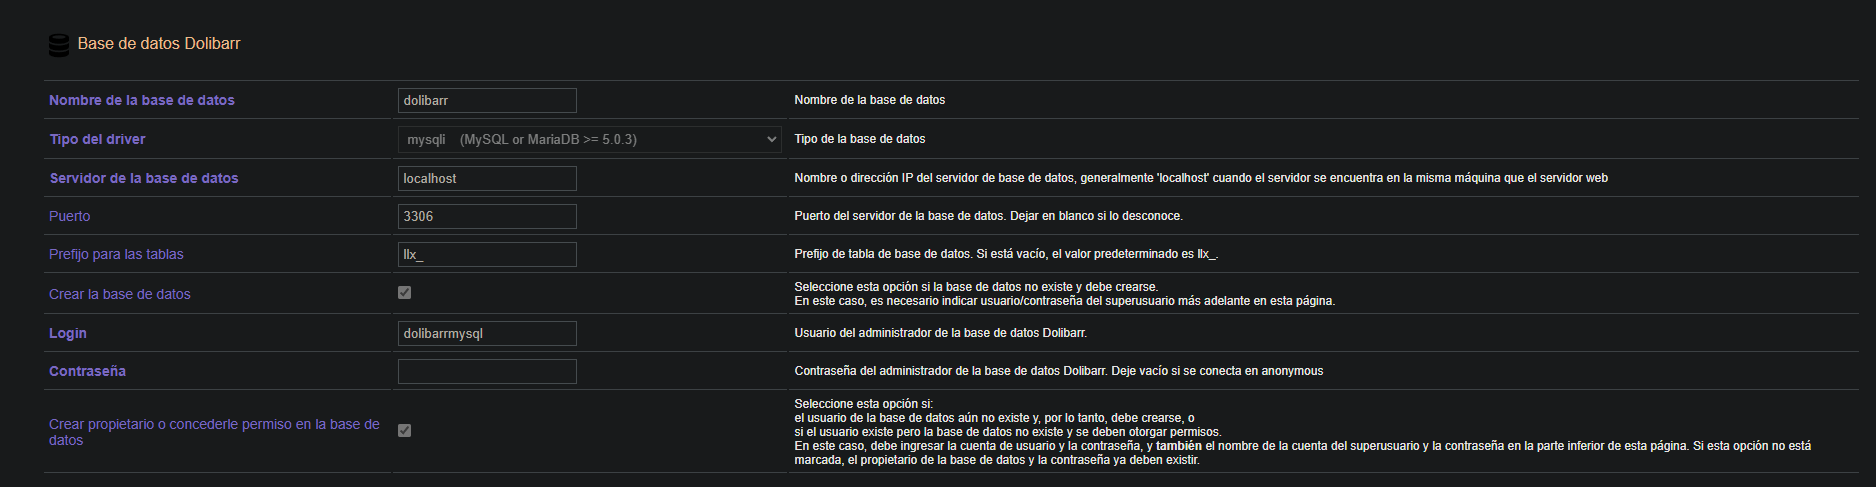 Base de datos Dolibarr
Nombre de la base de datos
dolibarr
Nombre de la base de datos
Tipo del driver
mysqli (MySQL or MariaDB >= 5.0.3)
Tipo de la base de datos
Servidor de la base de datos
localhost
Nombre o dirección IP del servidor de base de datos, generalmente 'localhost' cuando el servidor se encuentra en la misma máquina que el servidor web
Puerto
3306
Puerto del servidor de la base de datos. Dejar en blanco si lo desconoce.
Prefijo para las tablas
llx_
Prefijo de tabla de base de datos. Si está vacío, el valor predeterminado es llx_.
Crear la base de datos
Seleccione esta opción si la base de datos no existe y debe crearse.
En este caso, es necesario indicar usuario/contraseña del superusuario más adelante en esta página.
Login
dolibarrmysql
Usuario del administrador de la base de datos Dolibarr.
Contraseña
Contraseña del administrador de la base de datos Dolibarr. Deje vacío si se conecta en anonymous
Crear propietario o concederle permiso en la base de
datos
Seleccione esta opción si:
el usuario de la base de datos aún no existe y, por lo tanto, debe crearse, o
si el usuario existe pero la base de datos no existe y se deben otorgar permisos.
En este caso, debe ingresar la cuenta de usuario y la contraseña, y también el nombre de la cuenta del superusuario y la contraseña en la parte inferior de esta página. Si esta opción no está
marcada, el propietario de la base de datos y la contraseña ya deben existir.